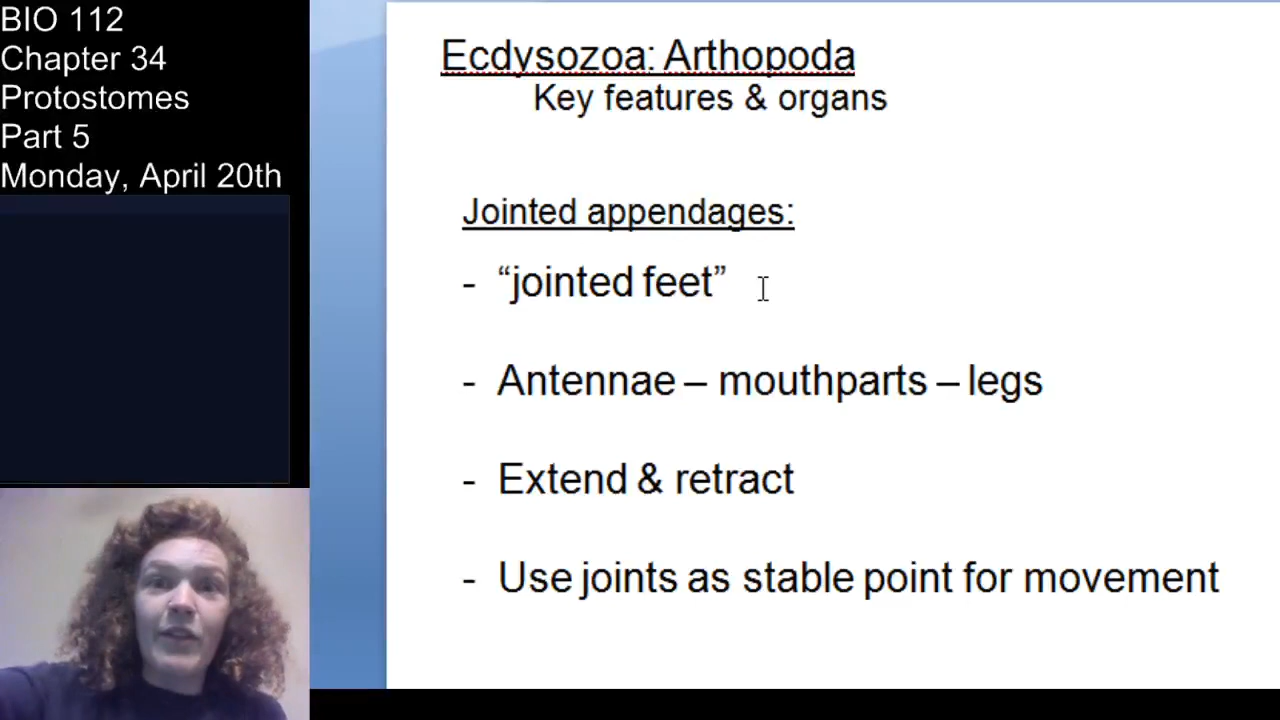 BIO 112
Chapter 34
Protostomes
Part 5
Monday, April 20th
Ecdysozoa: Arthopoda
Key features & organs
Jointed appendages:
- “jointed feet”
- Antennae – mouthparts – legs
- Extend & retract
- Use joints as stable point for movement